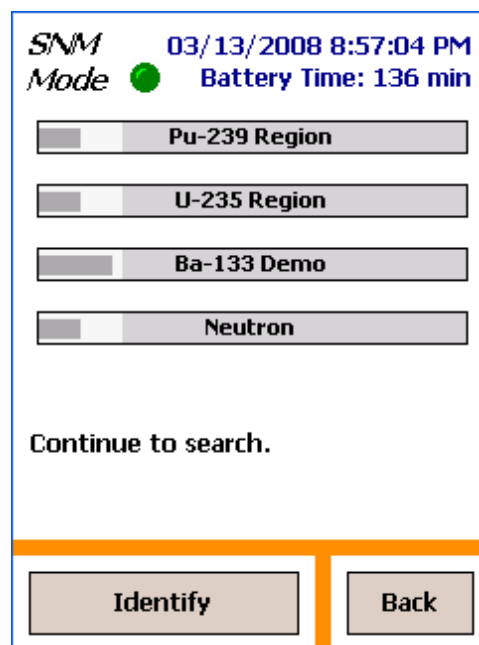 SNM 03/13/2008 8:57:04 PM
Mode Battery Time: 136 min
Pu-239 Region
U-235 Region
Ba-133 Demo
Neutron
Continue to search.
Identify Back